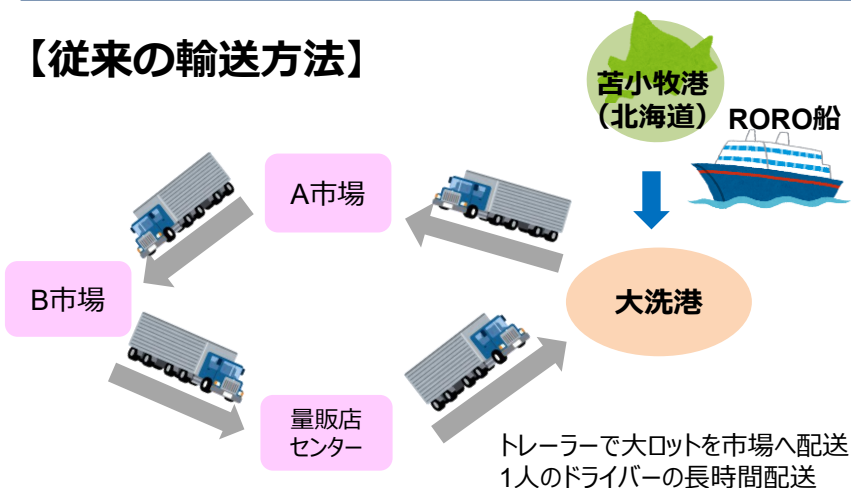 【従来の輸送方法】
苫小牧港
（北海道）
RORO船
A市場
B市場
大洗港
量販店
センター
トレーラーで大ロットを市場へ配送
1人のドライバーの長時間配送